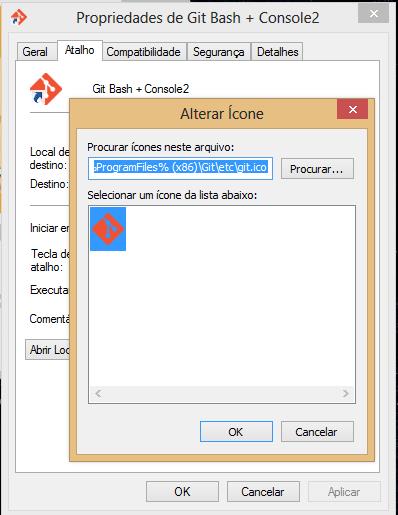 Propriedades de Git Bash + Console2
Geral
Atalho
Compatibilidade
Segurança
Detalhes
Git Bash + Console2
Alterar Ícone
Local de
destino:
Destino:
Iniciar em
Tecla de
atalho:
Executa
Comentá
Abrir Loc
Procurar ícones neste arquivo:
ProgramFiles% (x86)\Git\etc\git.ico
Procurar...
Selecionar um ícone da lista abaixo:
OK
Cancelar
OK
Cancelar
Aplicar